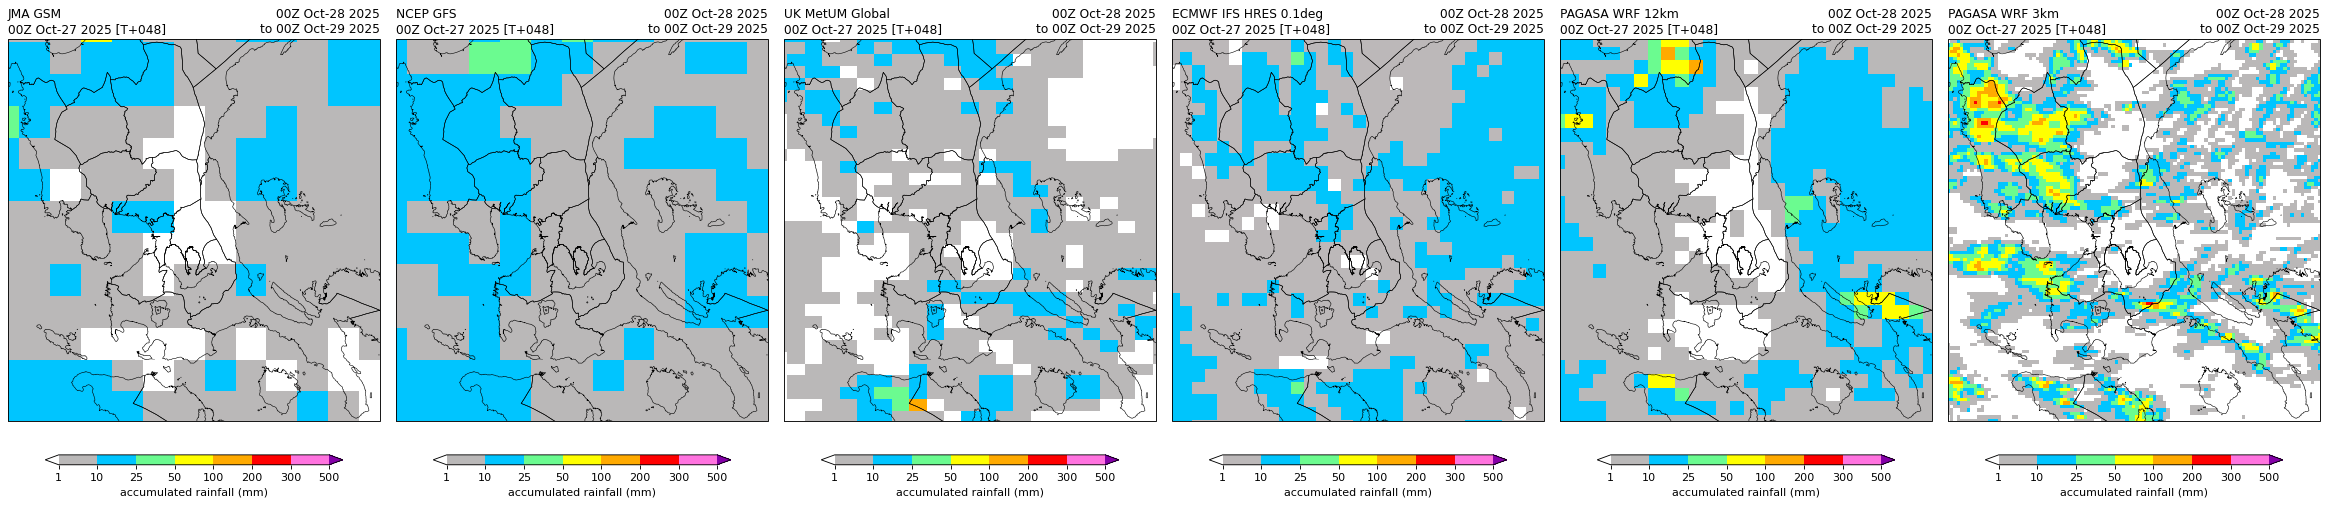 JMA GSM
00Z Oct-27 2025 [T+048]
00Z Oct-28 2025
to 00Z Oct-29 2025
1 10 25 50 100 200 300 500
accumulated rainfall (mm)
NCEP GFS
00Z Oct-27 2025 [T+048]
00Z Oct-28 2025
to 00Z Oct-29 2025
1 10 25 50 100 200 300 500
accumulated rainfall (mm)
UK MetUM Global
00Z Oct-27 2025 [T+048]
00Z Oct-28 2025
to 00Z Oct-29 2025
1 10 25 50 100 200 300 500
accumulated rainfall (mm)
ECMWF IFS HRES 0.1deg
00Z Oct-27 2025 [T+048]
00Z Oct-28 2025
to 00Z Oct-29 2025
1 10 25 50 100 200 300 500
accumulated rainfall (mm)
PAGASA WRF 12km
00Z Oct-27 2025 [T+048]
00Z Oct-28 2025
to 00Z Oct-29 2025
1 10 25 50 100 200 300 500
accumulated rainfall (mm)
PAGASA WRF 3km
00Z Oct-27 2025 [T+048]
00Z Oct-28 2025
to 00Z Oct-29 2025
1 10 25 50 100 200 300 500
accumulated rainfall (mm)